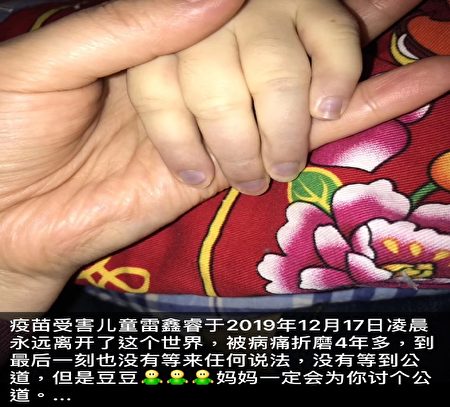 疫苗受害儿童雷鑫睿于2019年12月17日凌晨
永远离开了这个世界，被病痛折磨4年多，到
最后一刻也没有等来任何说法，没有等到公
道，但是豆豆🙇🙇🙇妈妈一定会为你讨个公
道。...